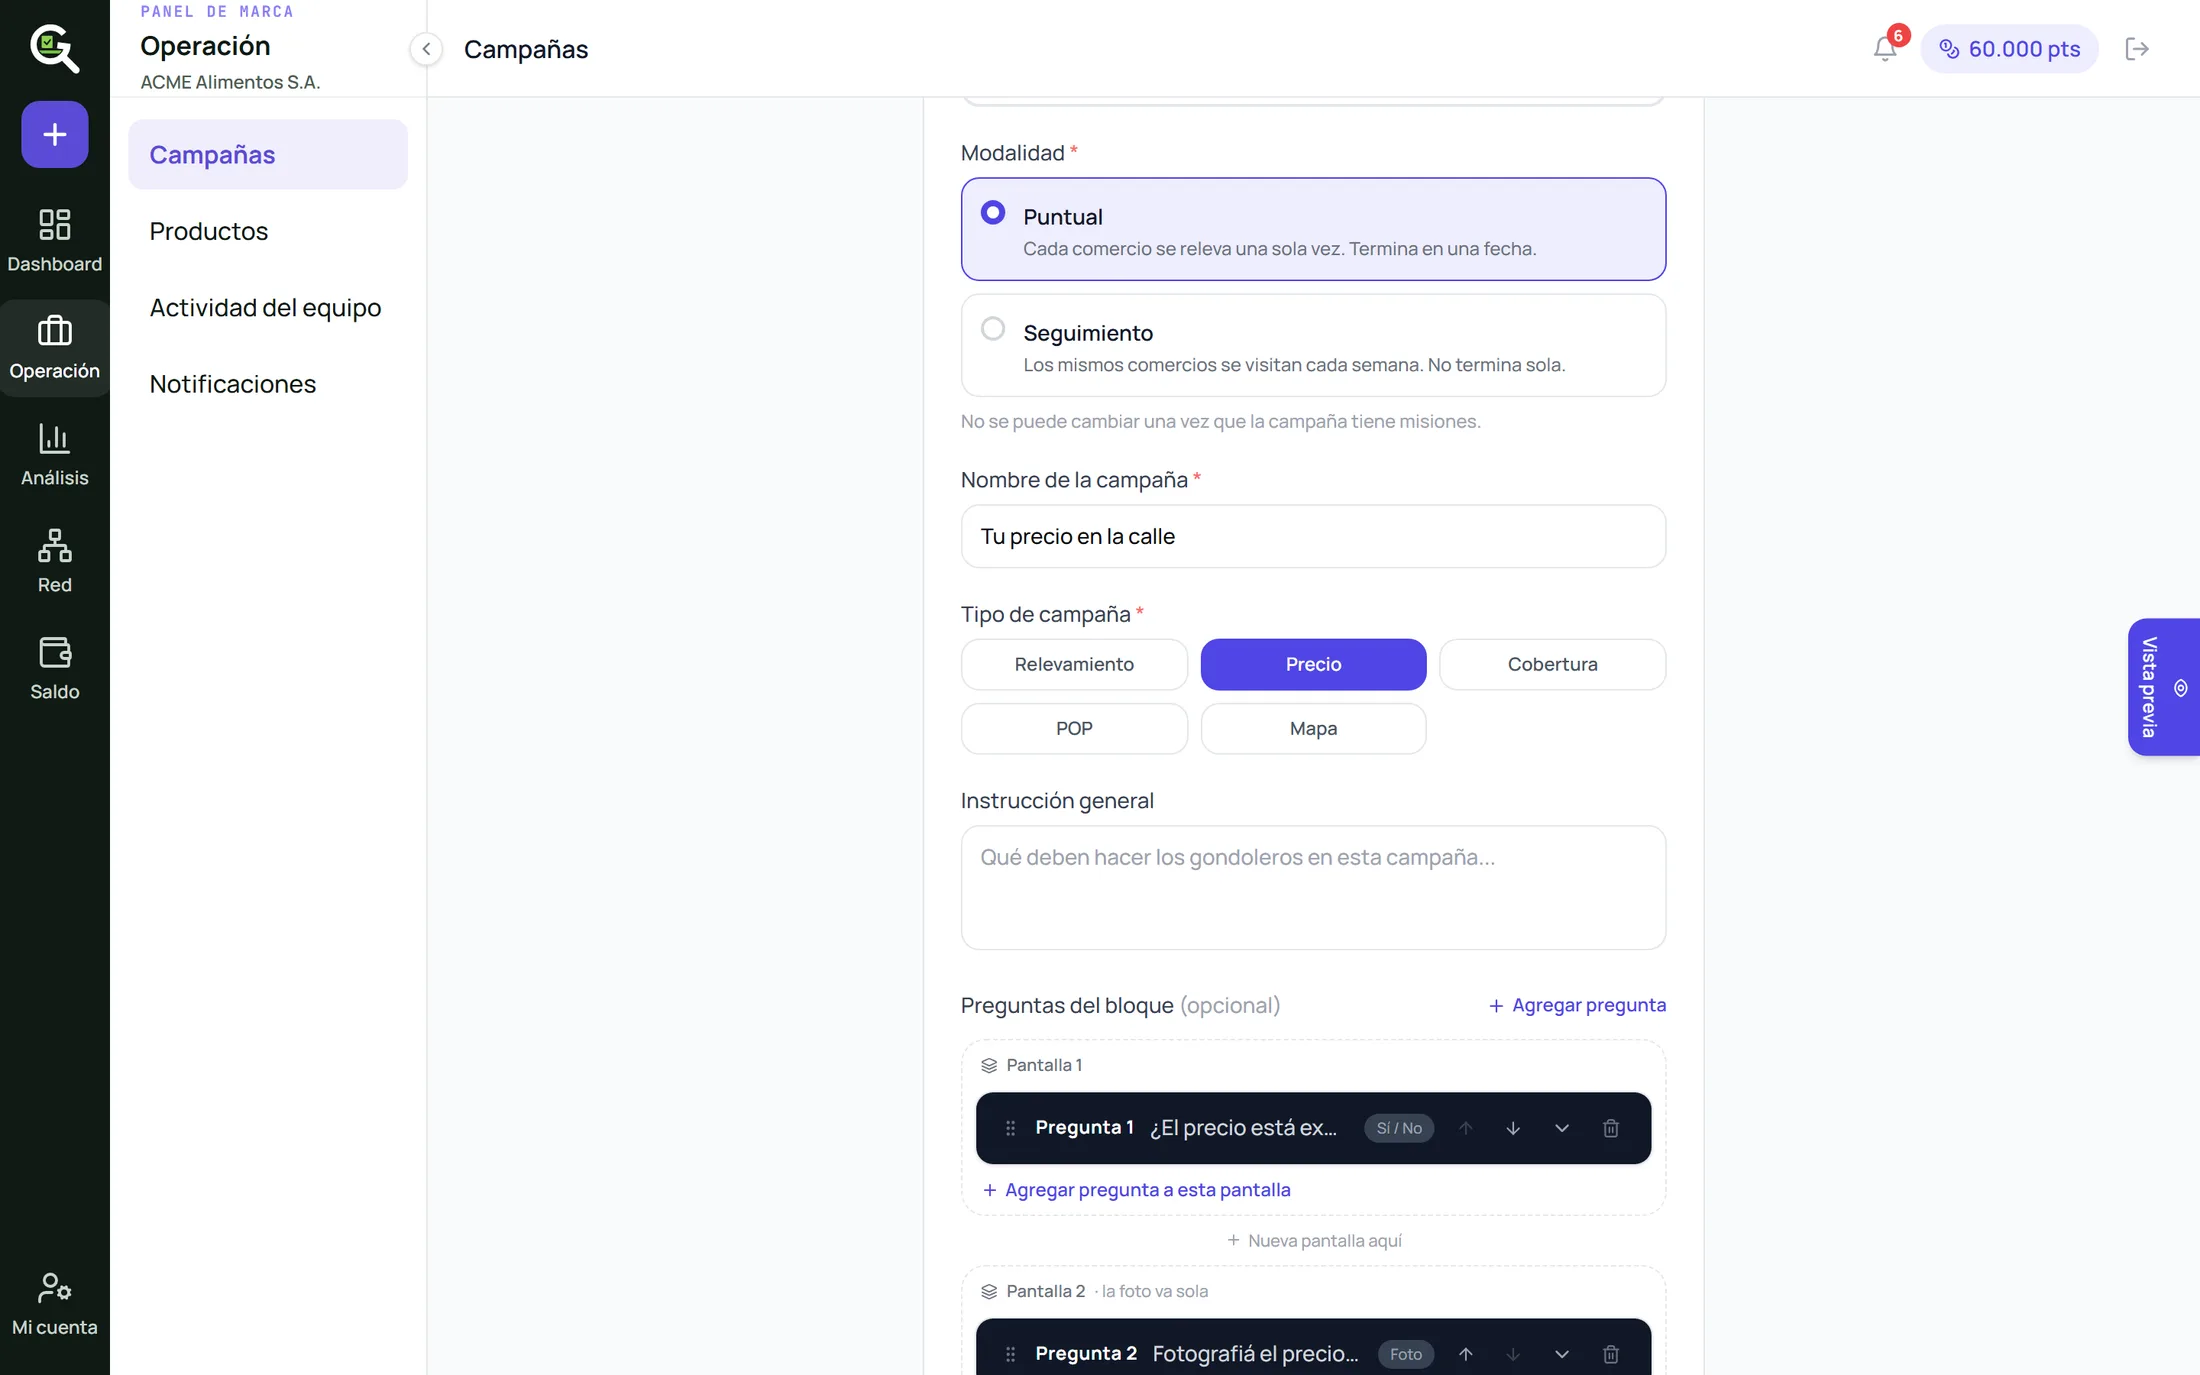 PANEL DE MARCA
Operación
ACME Alimentos S.A.
Campañas
6
60.000 pts
Dashboard
Operación
Análisis
Red
Saldo
Mi cuenta
Campañas
Productos
Actividad del equipo
Notificaciones
Modalidad *
Puntual
Cada comercio se releva una sola vez. Termina en una fecha.
Seguimiento
Los mismos comercios se visitan cada semana. No termina sola.
No se puede cambiar una vez que la campaña tiene misiones.
Nombre de la campaña *
Tu precio en la calle
Tipo de campaña *
Relevamiento
Precio
Cobertura
POP
Mapa
Instrucción general
Qué deben hacer los gondoleros en esta campaña...
Preguntas del bloque (opcional)
+ Agregar pregunta
Pantalla 1
Pregunta 1 ¿El precio está ex... Sí / No
+ Agregar pregunta a esta pantalla
+ Nueva pantalla aquí
Pantalla 2 · la foto va sola
Pregunta 2 Fotografiá el precio... Foto
Vista previa